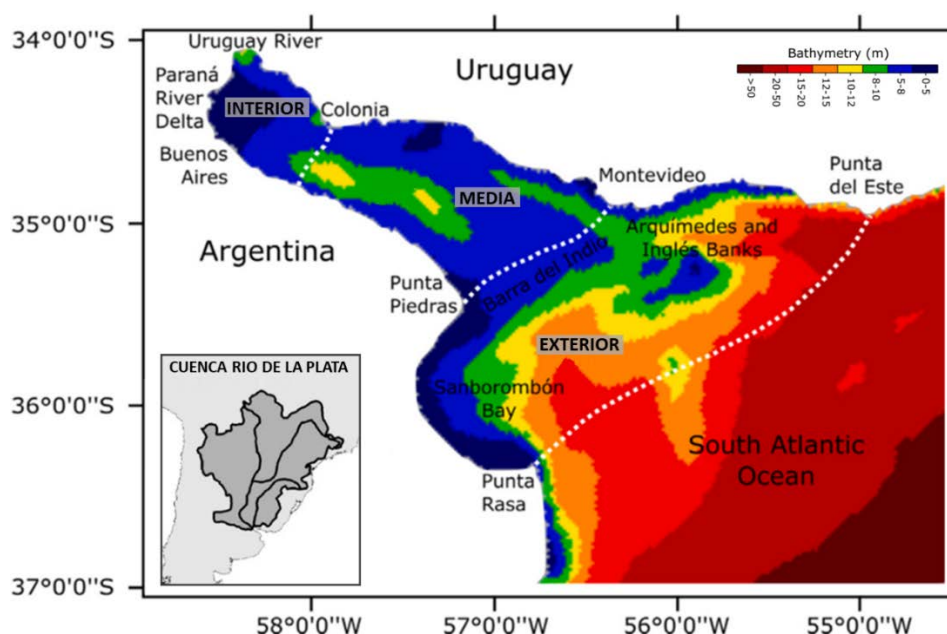 34°0'0''S
35°0'0''S
36°0'0''S
37°0'0''S
Uruguay River
Uruguay
Bathymetry (m)
>50
20-50
15-20
12-15
10-12
8-10
5-8
0-5
Paraná
River
Delta
INTERIOR
Colonia
Buenos
Aires
MEDIA
Montevideo
Punta
del Este
Argentina
Arquímedes and
Inglés Banks
Punta
Piedras
Barra del Indio
EXTERIOR
CUENCA RIO DE LA PLATA
Sanborombón
Bay
South Atlantic
Ocean
Punta
Rasa
58°0'0''W
57°0'0''W
56°0'0''W
55°0'0''W